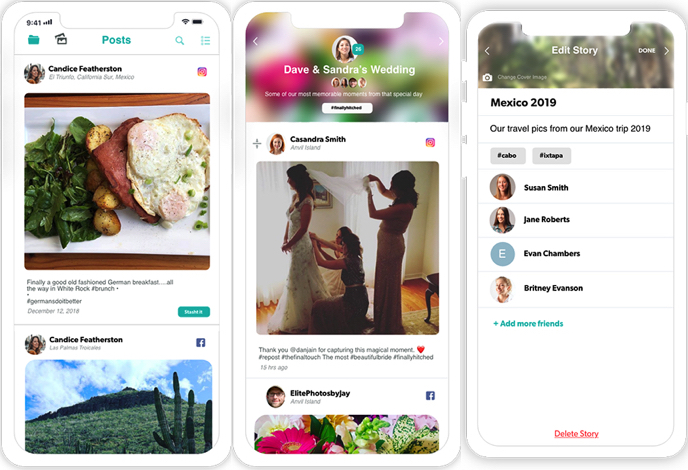 9:41
Posts
Candice Featherston
El Triunfo, California Sur, Mexico
Finally a good old fashioned German breakfast....all
the way in White Rock #brunch •
•
#germansdoitbetter
December 12, 2018
Stasht it
Candice Featherston
Las Palmas Troicales
26
Dave & Sandra's Wedding
Some of our most memorable moments from that special day
#finallyhitched
Casandra Smith
Anvil Island
Thank you @danjain for capturing this magical moment. ❤️
#repost #thefinaltouch The most #beautifulbride #finallyhitched
18 hrs ago
ElitePhotosbyJay
Anvil Island
Edit Story
DONE
Change Cover Image
Mexico 2019
Our travel pics from our Mexico trip 2019
#cabo
#ixtapa
Susan Smith
Jane Roberts
E
Evan Chambers
Britney Evanson
+ Add more friends
Delete Story